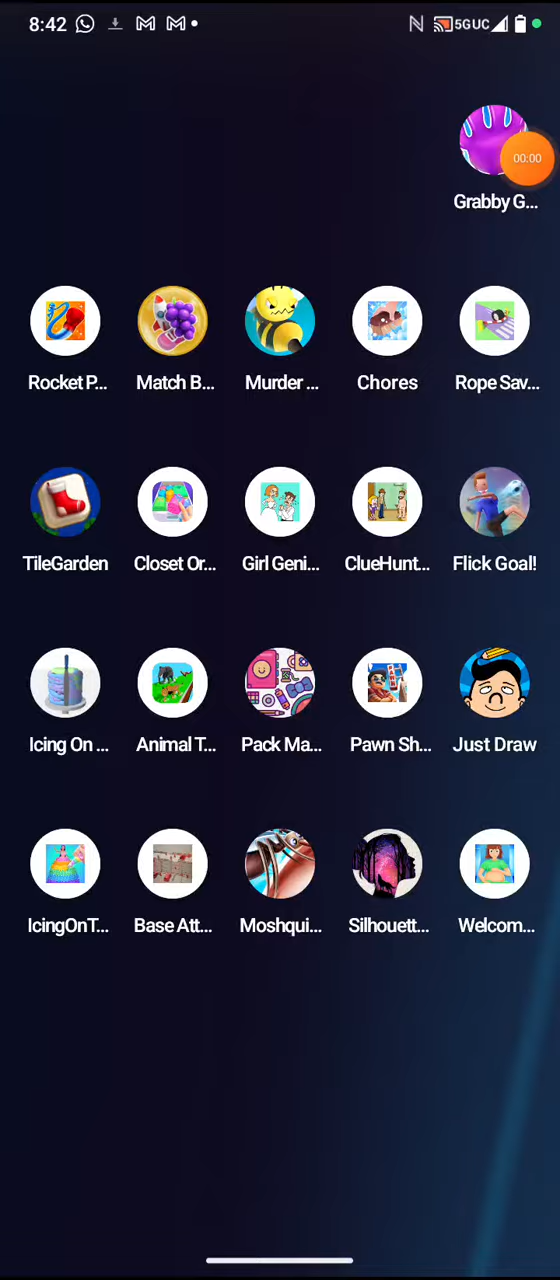 8:42
5GUC
00:00
Grabby G...
Rocket P... Match B... Murder ... Chores Rope Sav...
TileGarden Closet Or... Girl Geni... ClueHunt... Flick Goal!
Icing On ... Animal T... Pack Ma... Pawn Sh... Just Draw
IcingOnT... Base Att... Moshqui... Silhouett... Welcom...